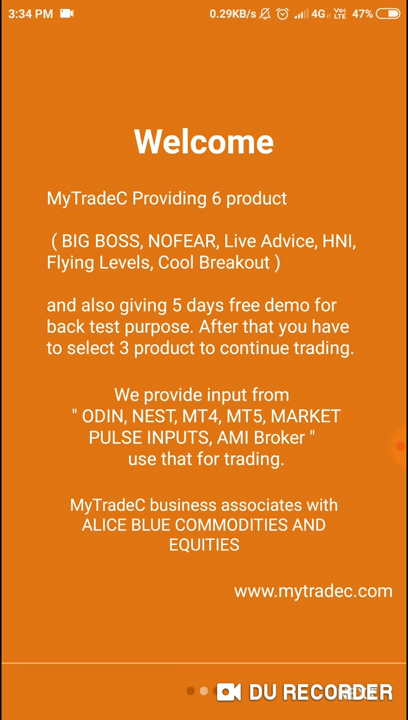 3:34 PM 0.29KB/s 4G VoLTE 47%
Welcome
MyTradeC Providing 6 product
( BIG BOSS, NOFEAR, Live Advice, HNI,
Flying Levels, Cool Breakout )
and also giving 5 days free demo for
back test purpose. After that you have
to select 3 product to continue trading.
We provide input from
" ODIN, NEST, MT4, MT5, MARKET
PULSE INPUTS, AMI Broker "
use that for trading.
MyTradeC business associates with
ALICE BLUE COMMODITIES AND
EQUITIES
www.mytradec.com
DU RECORDER